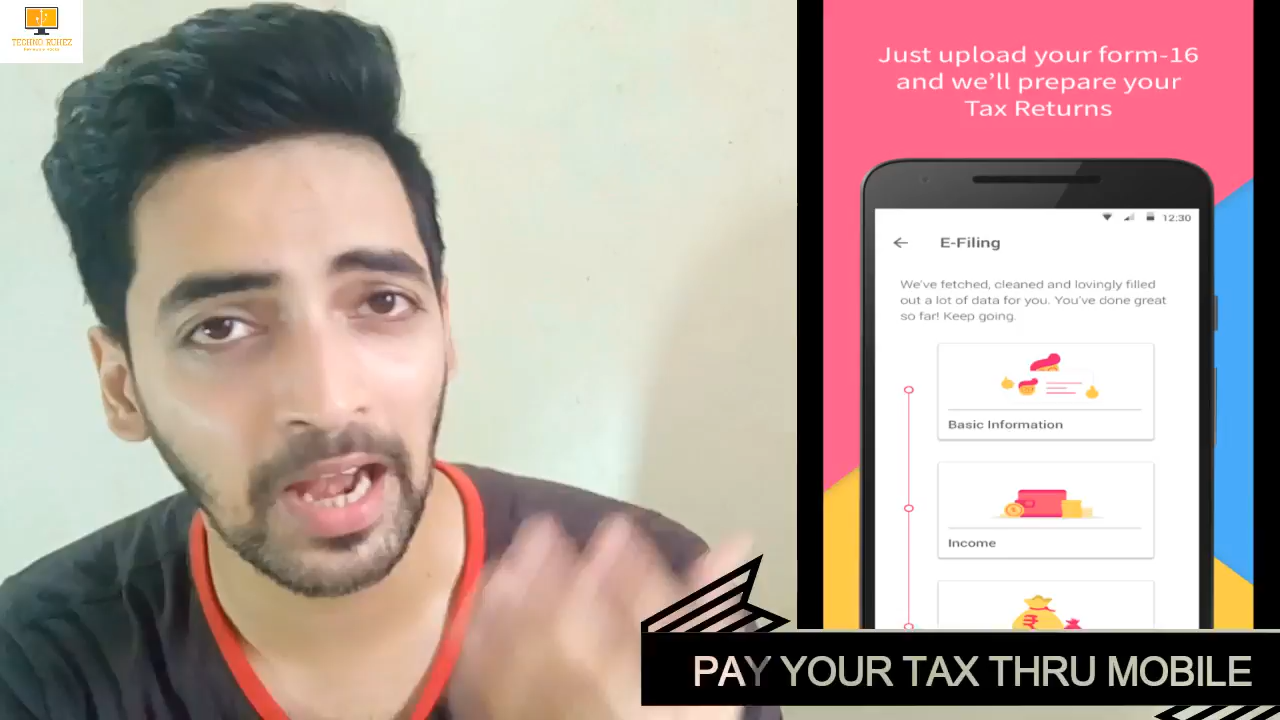 TECHNO RUHEZ
Just upload your form-16
and we'll prepare your
Tax Returns
12:30
E-Filing
We've fetched, cleaned and lovingly filled
out a lot of data for you. You've done great
so far! Keep going.
Basic Information
Income
₹
PAY YOUR TAX THRU MOBILE